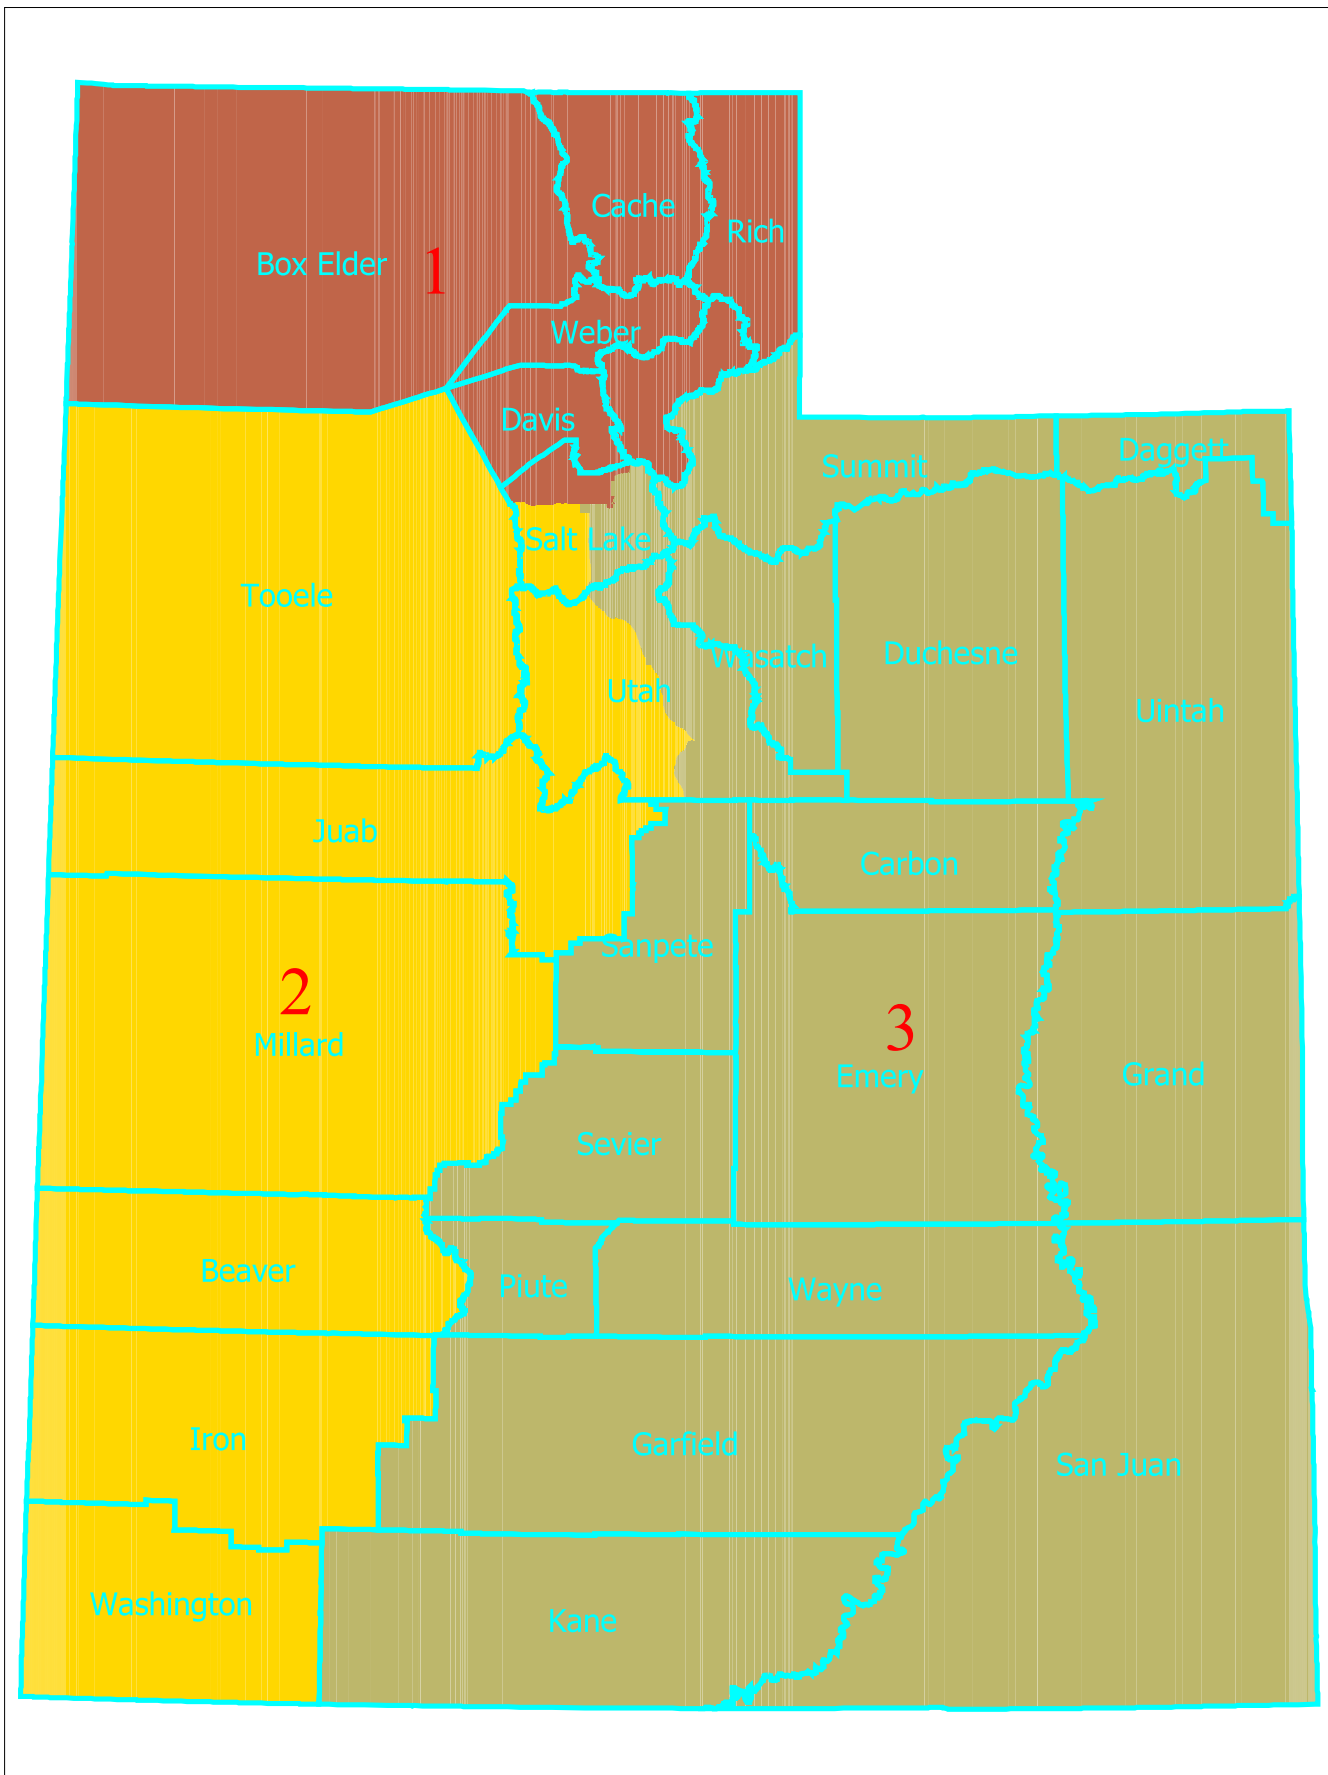 Cache
Rich
Box Elder
1
Weber
Davis
Summit
Daggett
Salt Lake
Tooele
Wasatch
Duchesne
Utah
Uintah
Juab
Carbon
Sanpete
2
3
Millard
Emery
Grand
Sevier
Beaver
Piute
Wayne
Iron
Garfield
San Juan
Washington
Kane